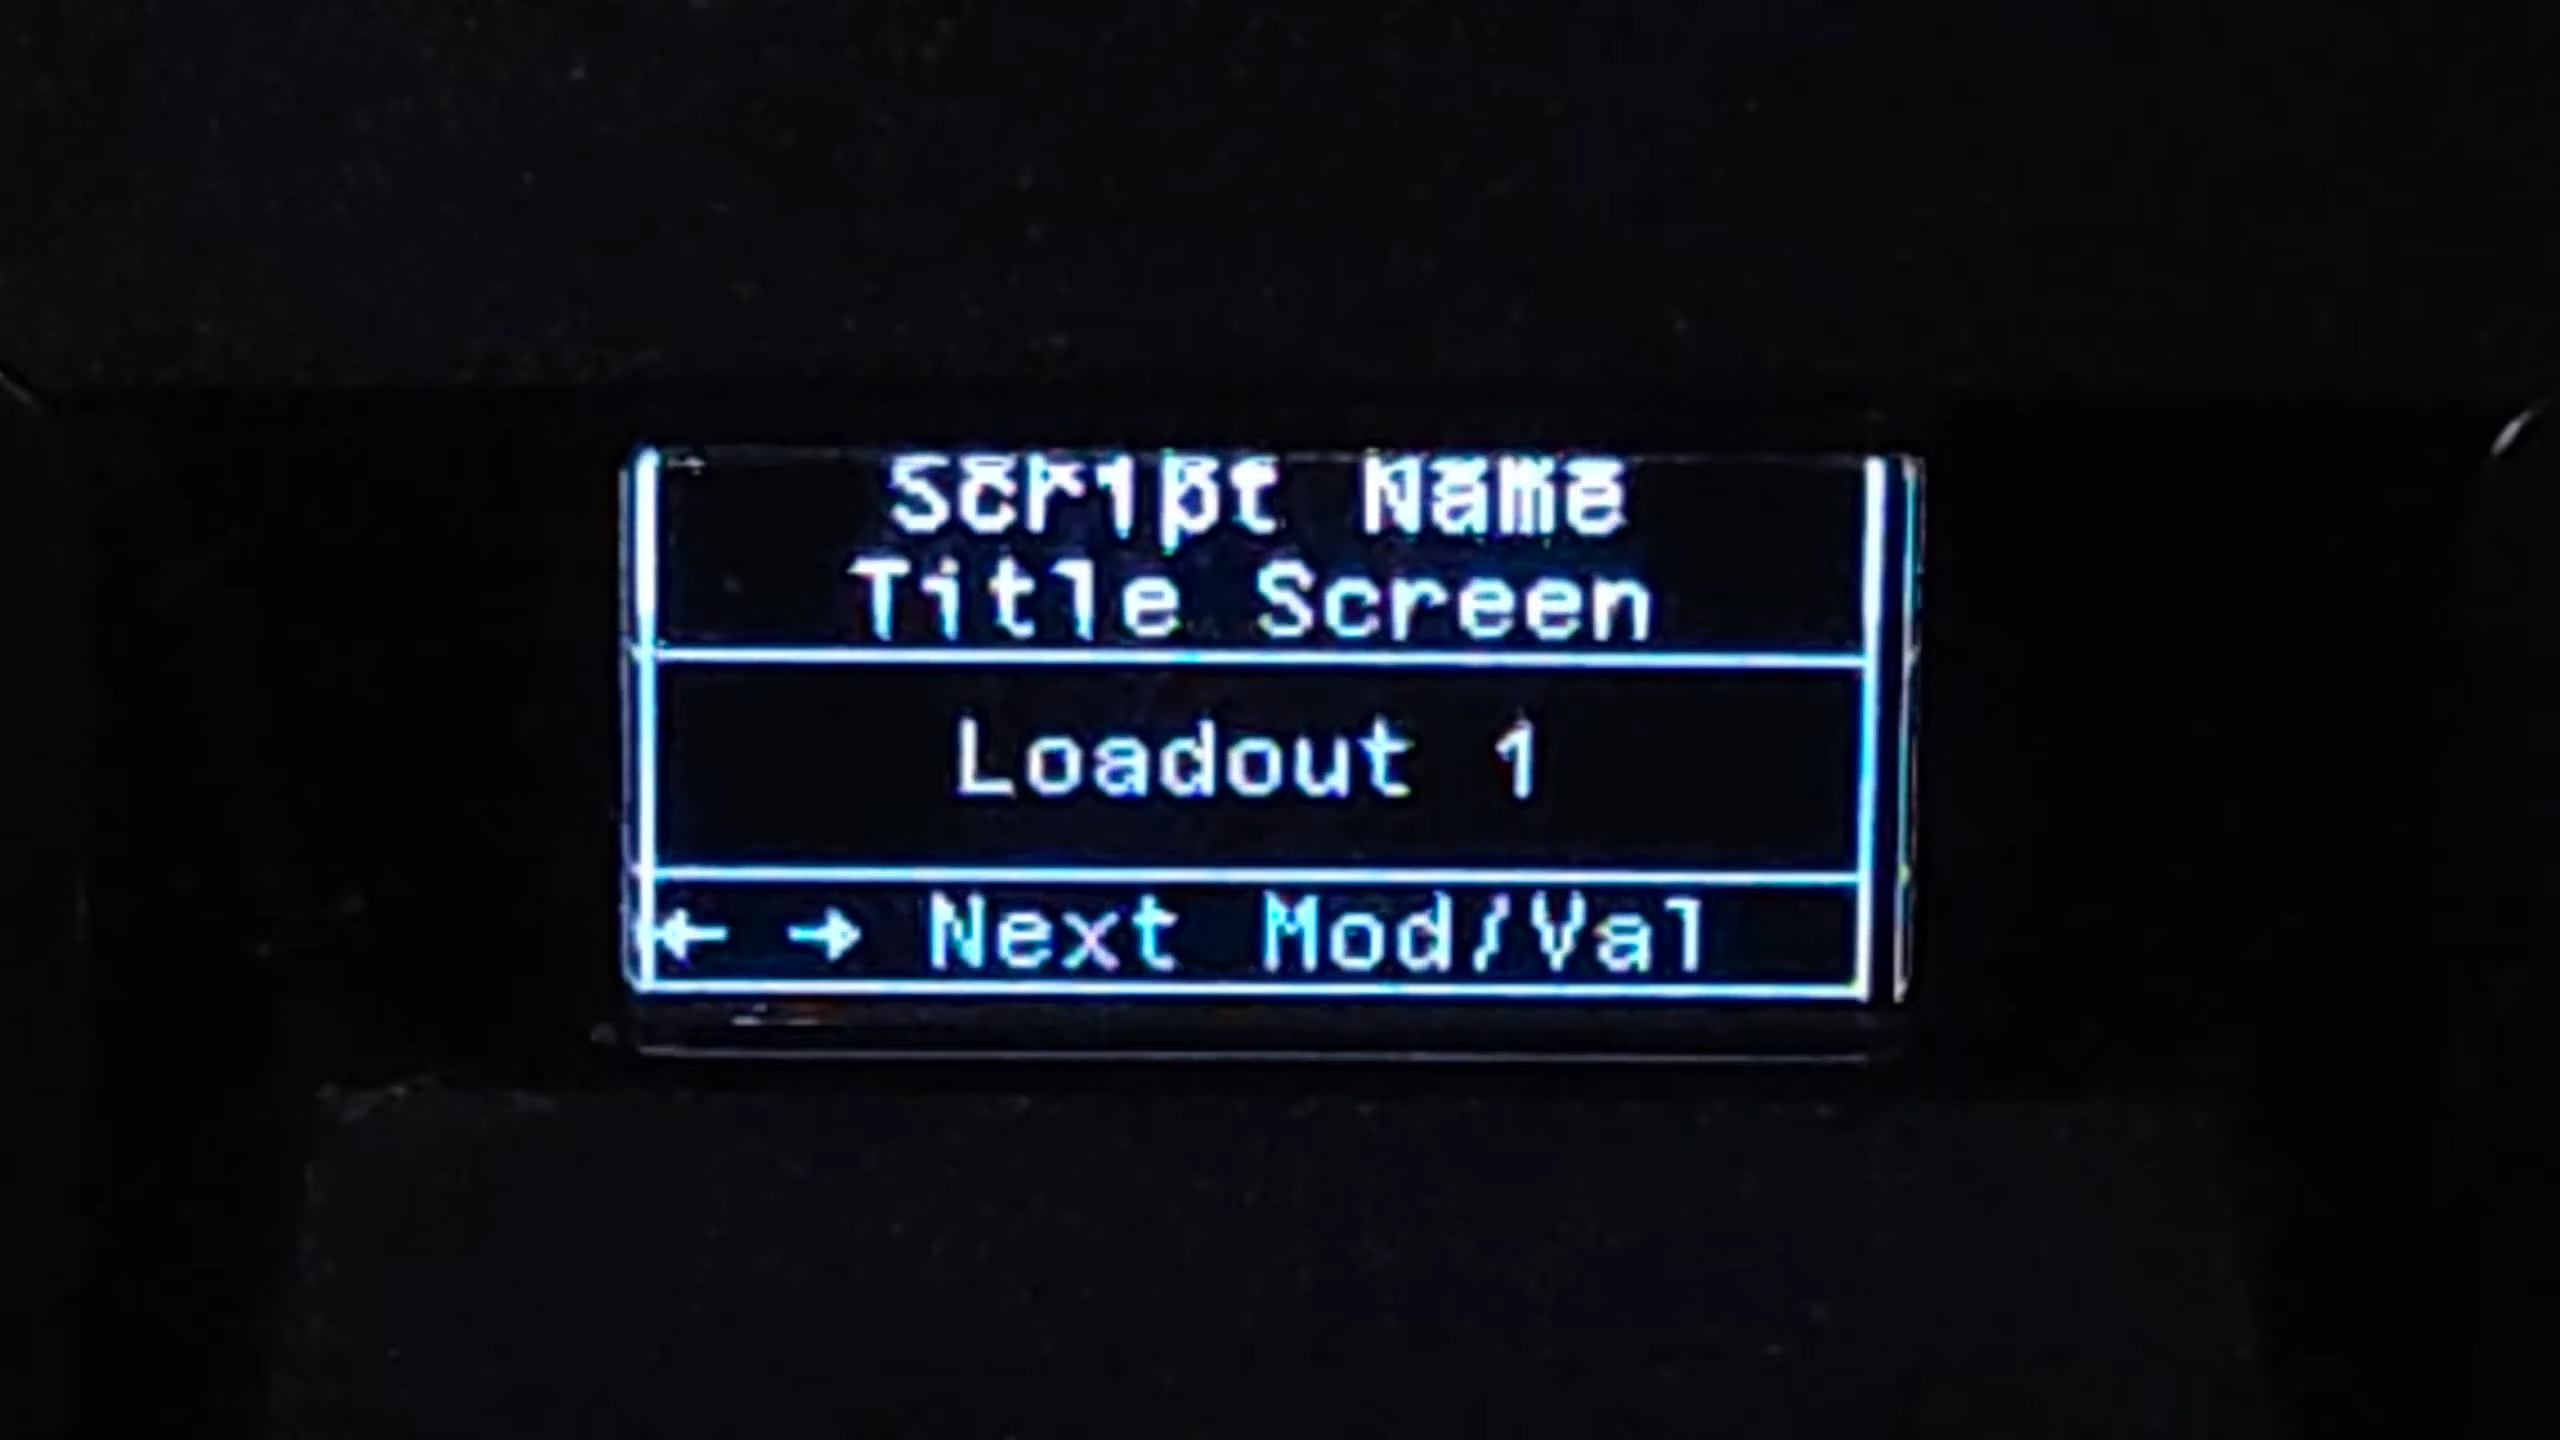 Script Name
Title Screen
Loadout 1
← → Next Mod/Val